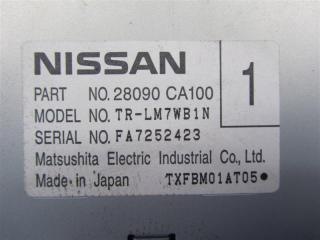 NISSAN
PART NO. 28090 CA100
1
MODEL NO. TR-LM7WB1N
SERIAL NO. FA7252423
Matsushita Electric Industrial Co., Ltd.
Made in Japan TXFBM01AT05●